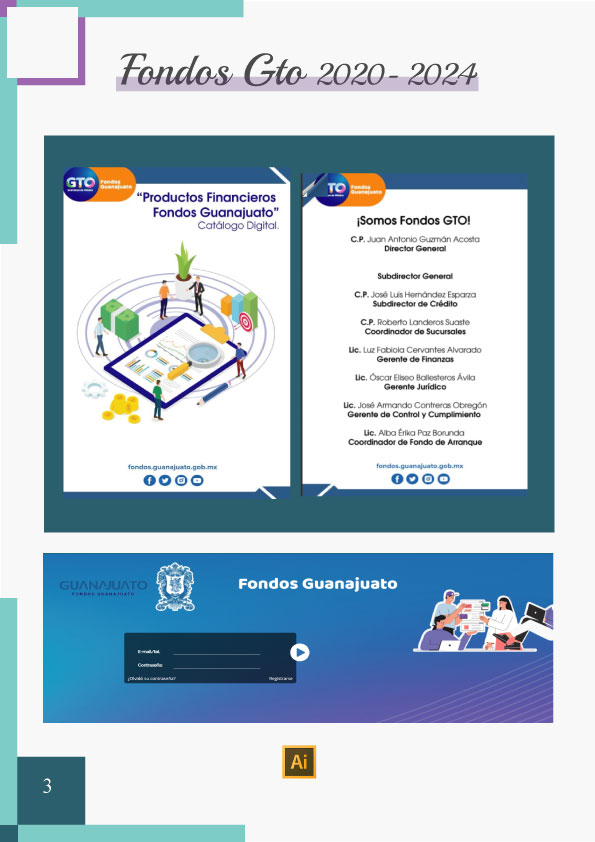 Fondos Gto 2020- 2024
GTO
Fondos
Guanajuato
“Productos Financieros
Fondos Guanajuato”
Catálogo Digital.
fondos.guanajuato.gob.mx
TO
Fondos
Guanajuato
¡Somos Fondos GTO!
C.P. Juan Antonio Guzmán Acosta
Director General
Subdirector General
C.P. José Luis Hernández Esparza
Subdirector de Crédito
C.P. Roberto Landeros Suaste
Coordinador de Sucursales
Lic. Luz Fabiola Cervantes Alvarado
Gerente de Finanzas
Lic. Óscar Eliseo Ballesteros Ávila
Gerente Jurídico
Lic. José Armando Contreras Obregón
Gerente de Control y Cumplimiento
Lic. Alba Érika Paz Borunda
Coordinador de Fondo de Arranque
fondos.guanajuato.gob.mx
GUANAJUATO
FONDOS GUANAJUATO
Fondos Guanajuato
E-mail/tel.
Contraseña:
¿Olvidó su contraseña? Registrarse
Ai
3